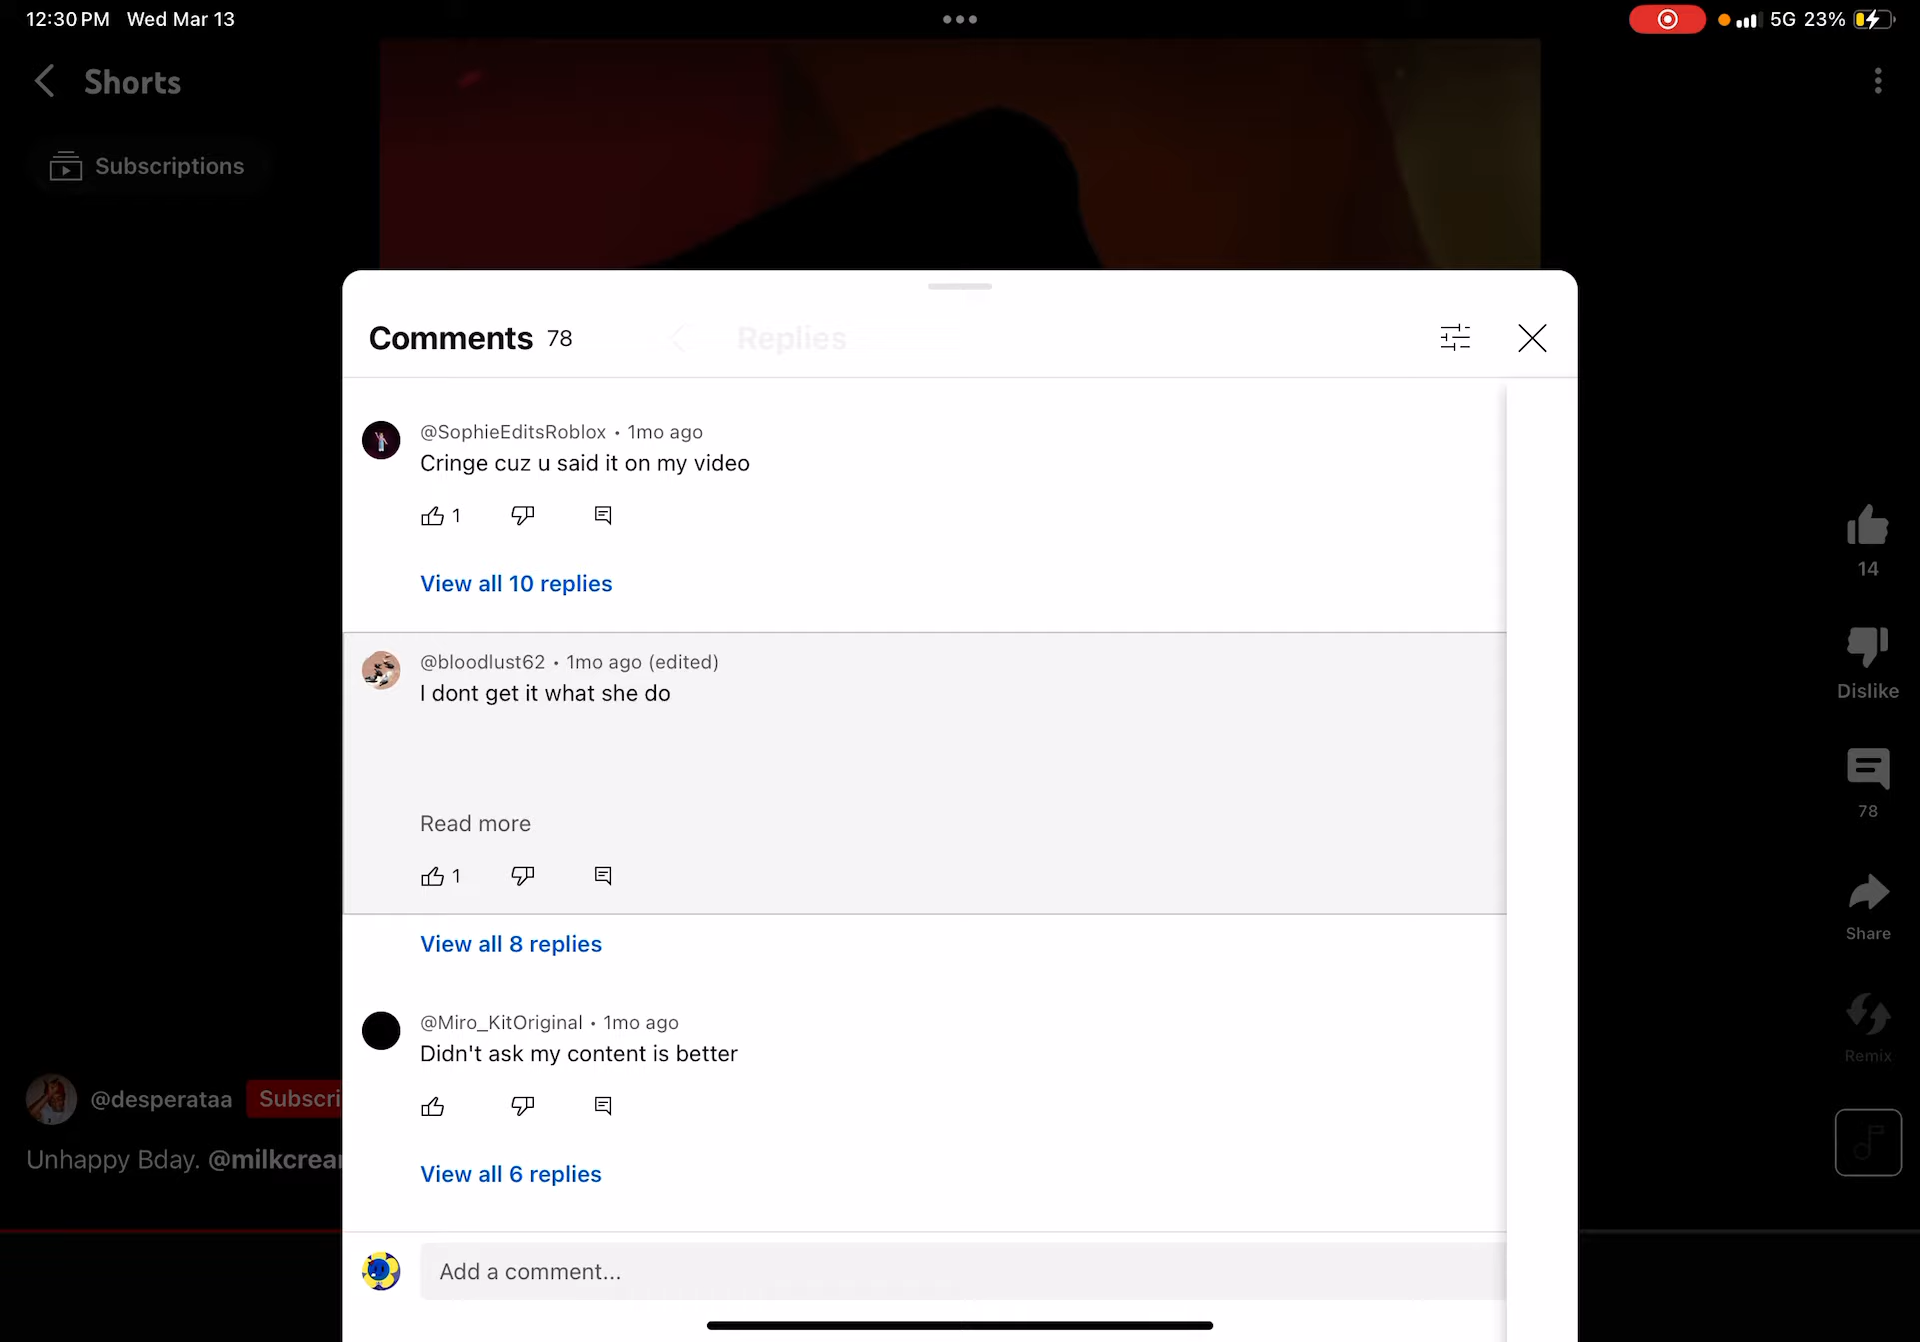 12:30 PM Wed Mar 13
5G 23%
Shorts
Subscriptions
Comments 78
Replies
@SophieEditsRoblox • 1mo ago
Cringe cuz u said it on my video
1
View all 10 replies
@bloodlust62 • 1mo ago (edited)
I dont get it what she do
Read more
1
View all 8 replies
@Miro_KitOriginal • 1mo ago
Didn't ask my content is better
View all 6 replies
Add a comment...
14
Dislike
78
Share
Remix
@desperataa Subscri
Unhappy Bday. @milkcrea